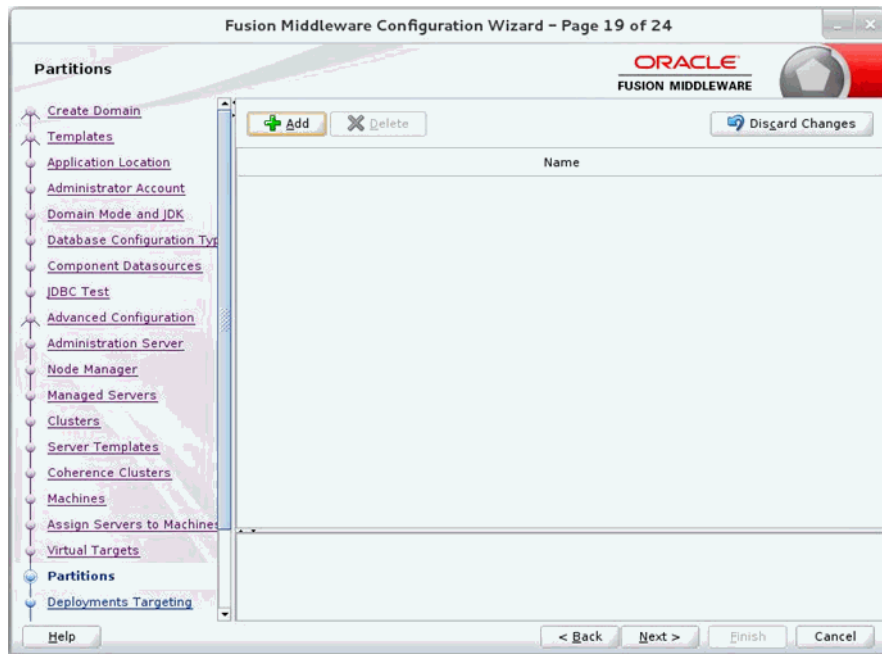 Fusion Middleware Configuration Wizard – Page 19 of 24
Partitions
ORACLE
FUSION MIDDLEWARE
Create Domain
Templates
Application Location
Administrator Account
Domain Mode and JDK
Database Configuration Typ
Component Datasources
JDBC Test
Advanced Configuration
Administration Server
Node Manager
Managed Servers
Clusters
Server Templates
Coherence Clusters
Machines
Assign Servers to Machines
Virtual Targets
Partitions
Deployments Targeting
Add Delete Discard Changes
Name
Help < Back Next > Finish Cancel